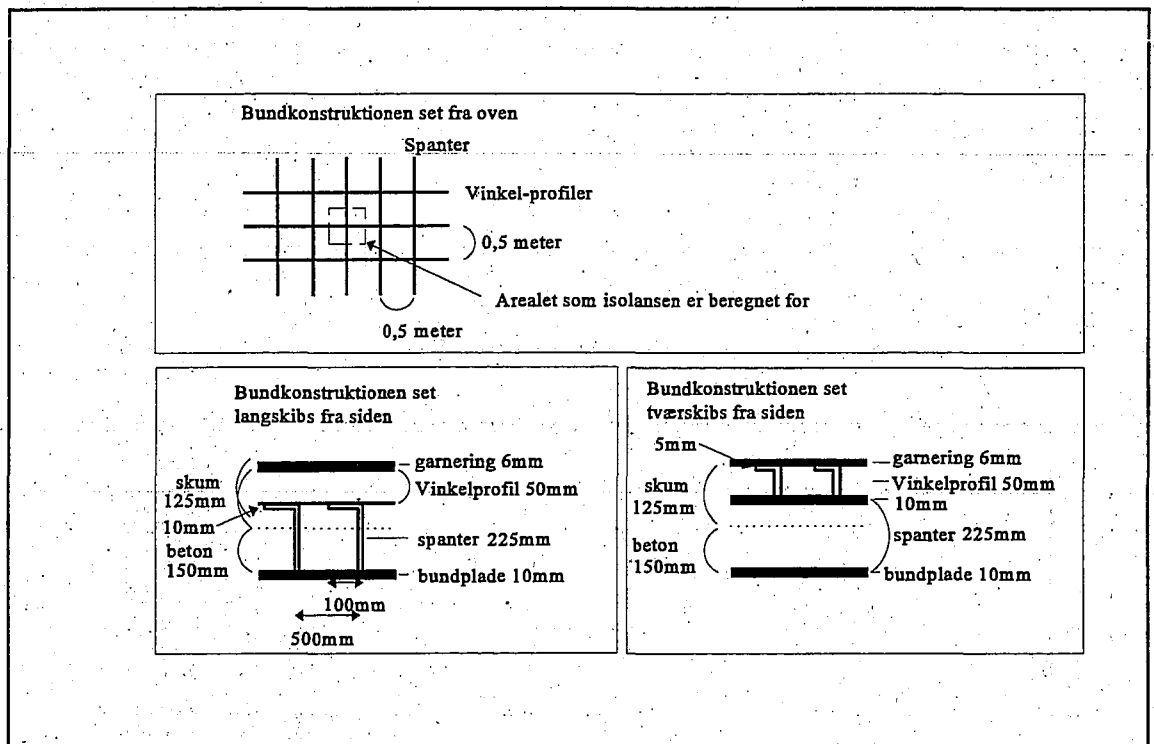 Bundkonstruktionen set fra oven
Spanter
Vinkel-profiler
0,5 meter
Arealet som isolansen er beregnet for
0,5 meter
Bundkonstruktionen set
langskibs fra siden
garnering 6mm
Vinkelprofil 50mm
skum
125mm
10mm
beton
150mm
spanter 225mm
bundplade 10mm
100mm
500mm
Bundkonstruktionen set
tværskibs fra siden
5mm
garnering 6mm
Vinkelprofil 50mm
10mm
skum
125mm
spanter 225mm
beton
150mm
bundplade 10mm